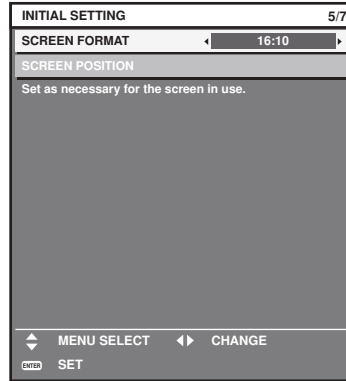 INITIAL SETTING 5/7
SCREEN FORMAT 16:10
SCREEN POSITION
Set as necessary for the screen in use.
MENU SELECT CHANGE
ENTER SET